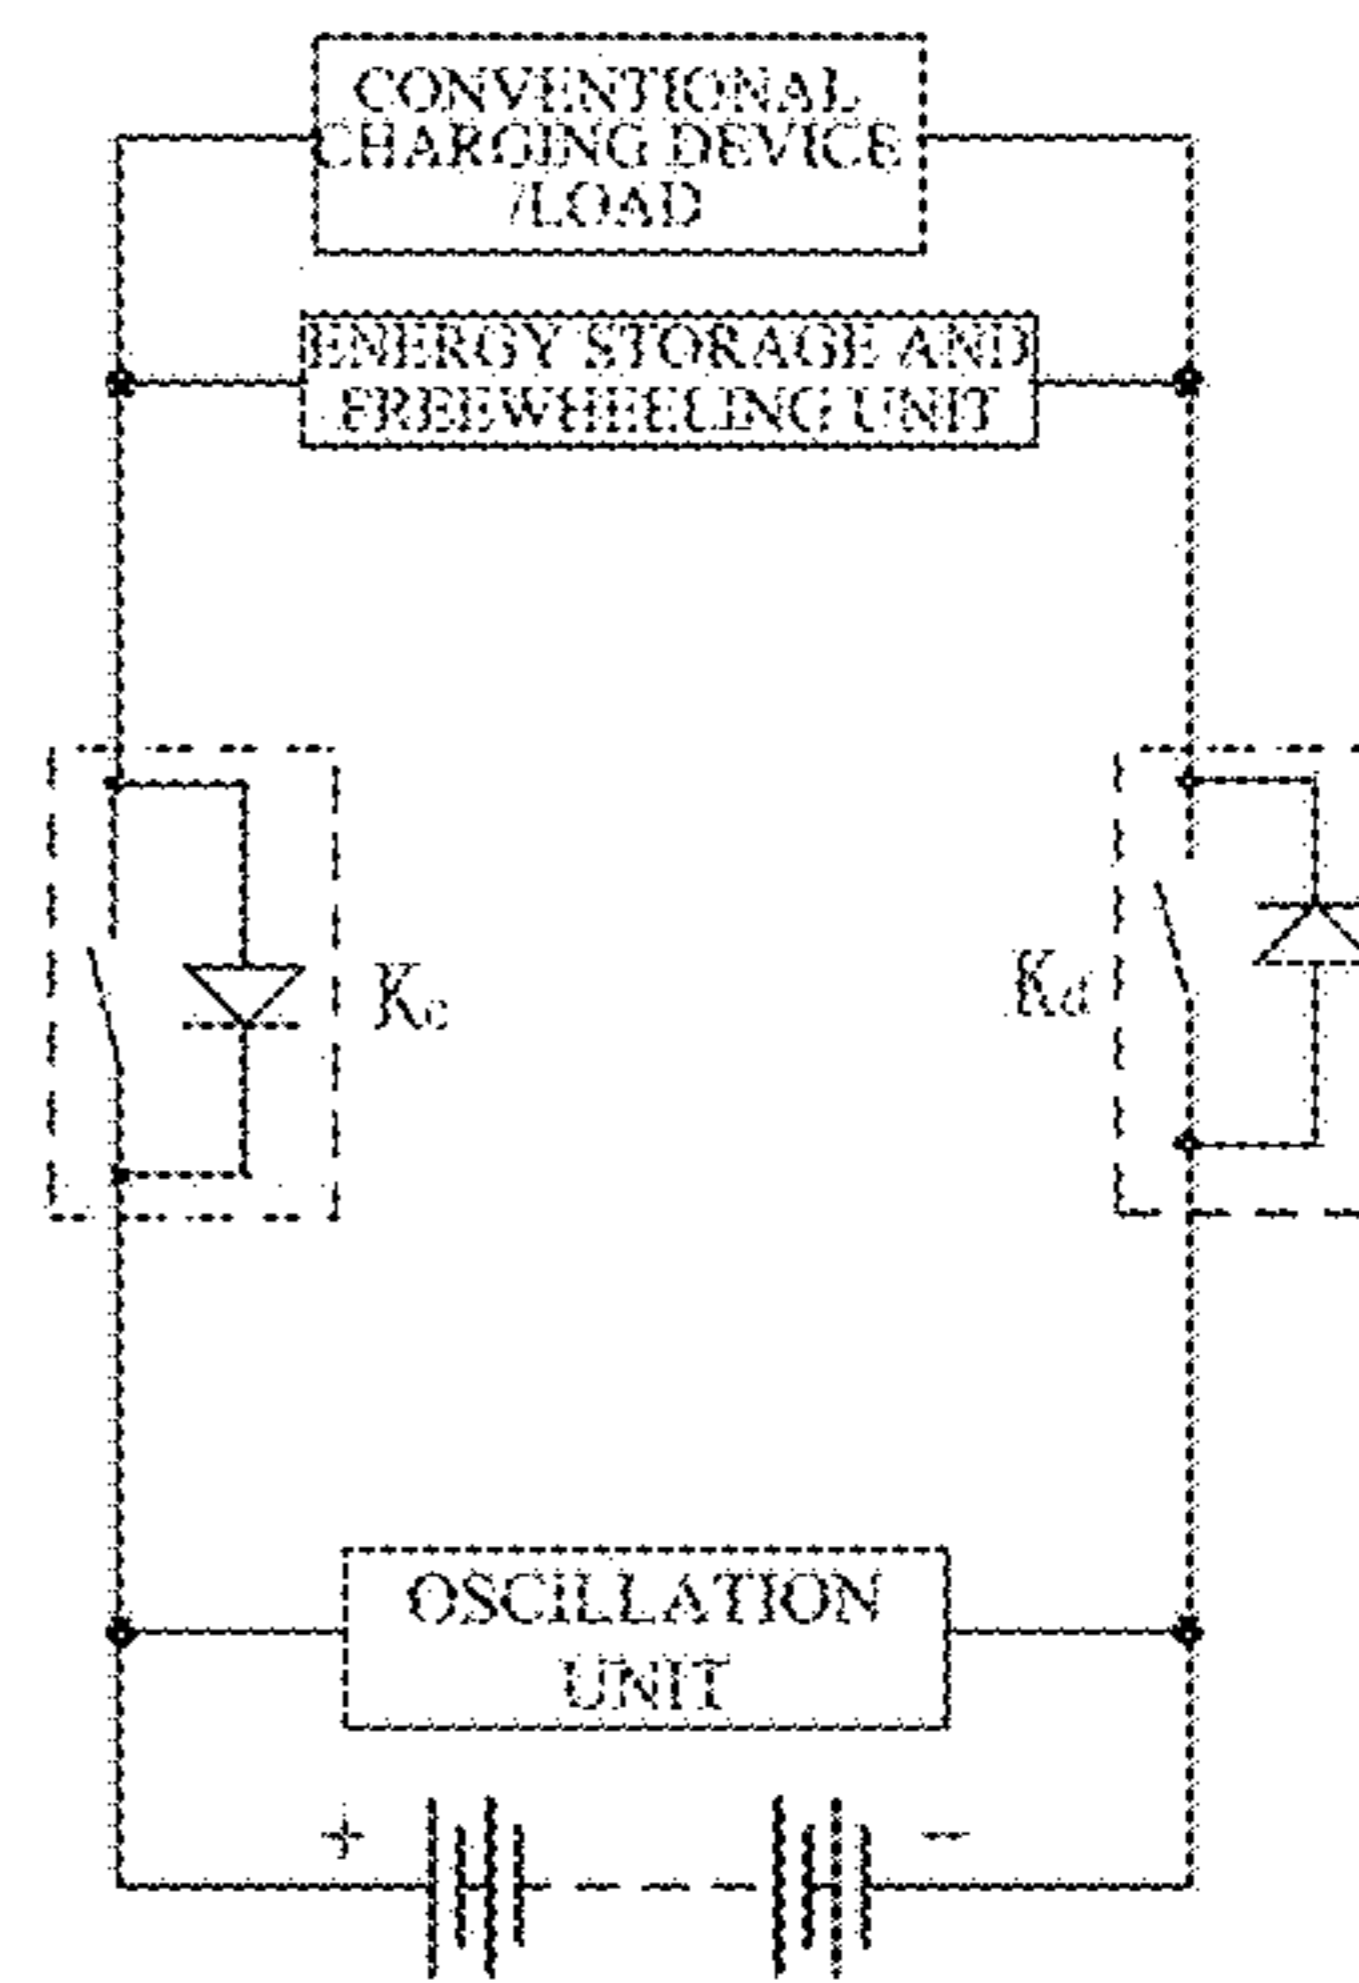 CONVENTIONAL
CHARGING DEVICE
/LOAD
ENERGY STORAGE AND
FREEWHEELING UNIT
Kc
Kd
OSCILLATION
UNIT
+ −